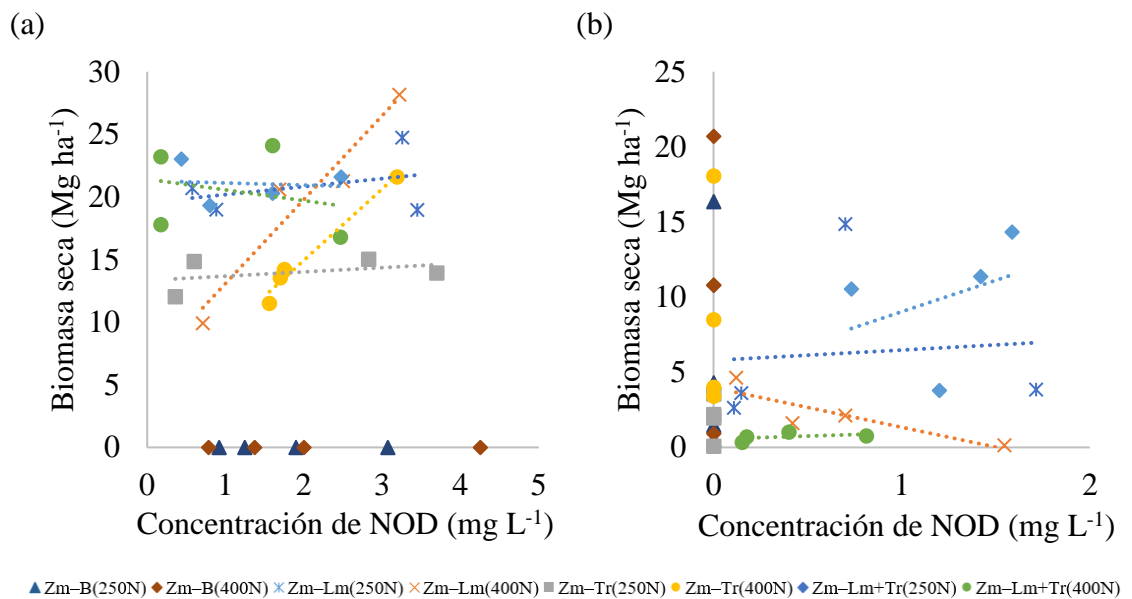 (a)
(b)
Biomasa seca (Mg ha⁻¹)
30
25
20
15
10
5
0
0 1 2 3 4 5
Concentración de NOD (mg L⁻¹)
Biomasa seca (Mg ha⁻¹)
25
20
15
10
5
0
0 1 2
Concentración de NOD (mg L⁻¹)
Zm–B(250N) Zm–B(400N) Zm–Lm(250N) Zm–Lm(400N) Zm–Tr(250N) Zm–Tr(400N) Zm–Lm+Tr(250N) Zm–Lm+Tr(400N)